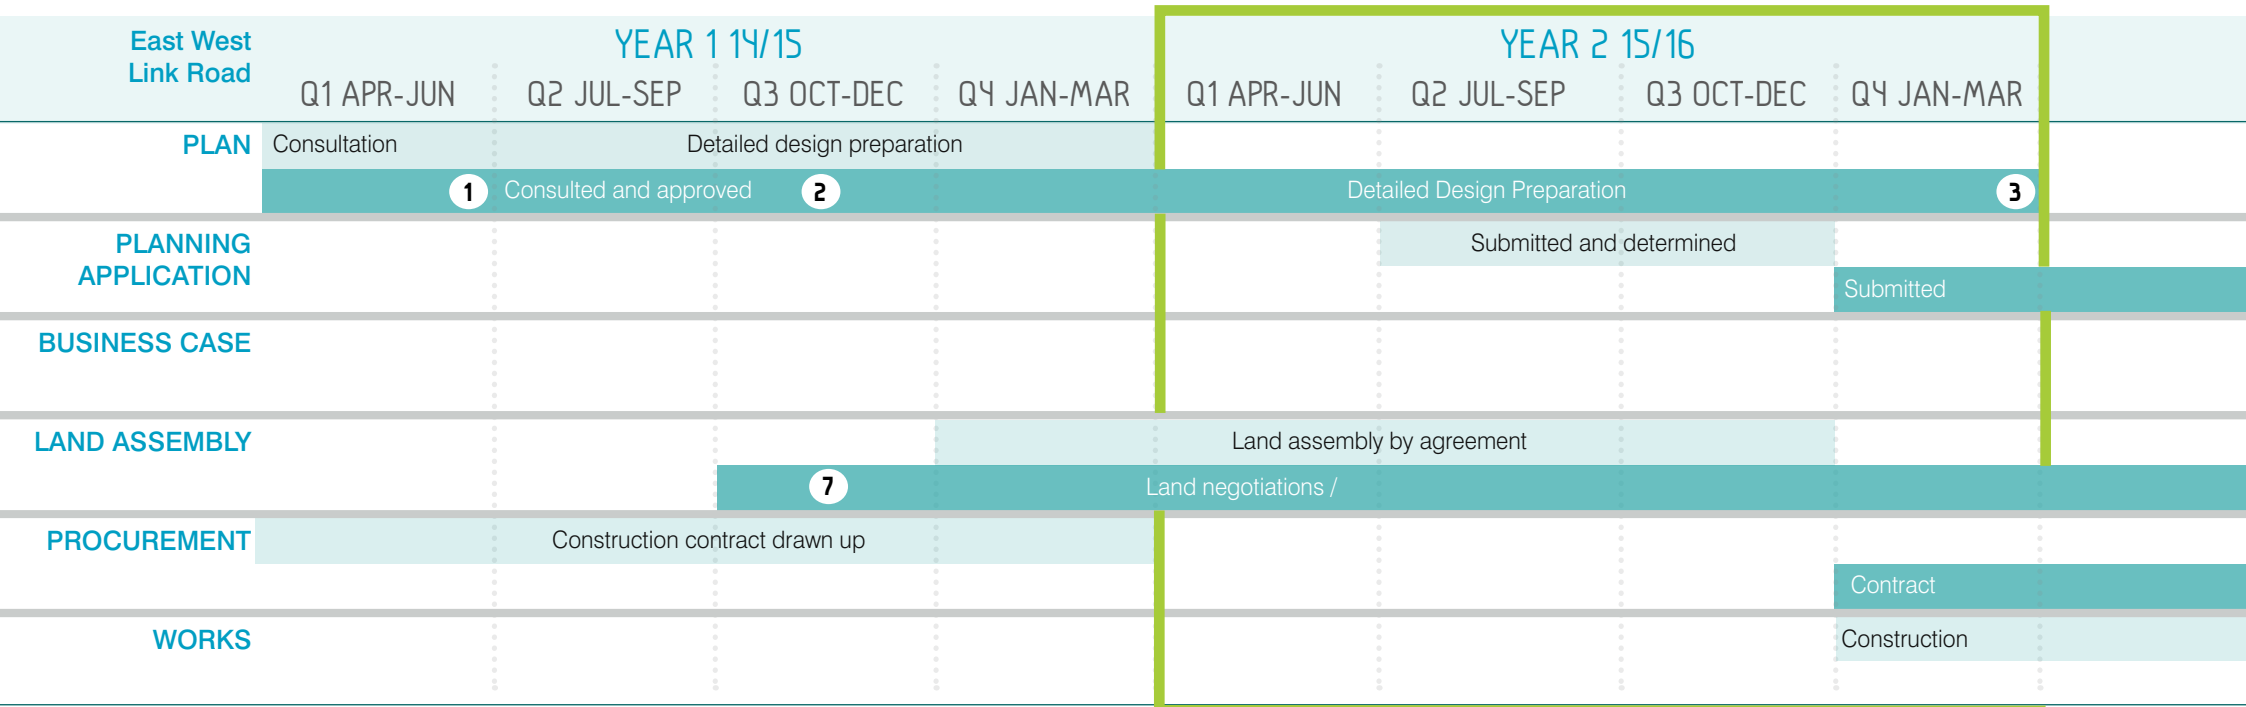 East West
Link Road
YEAR 1 14/15
YEAR 2 15/16
Q1 APR-JUN
Q2 JUL-SEP
Q3 OCT-DEC
Q4 JAN-MAR
Q1 APR-JUN
Q2 JUL-SEP
Q3 OCT-DEC
Q4 JAN-MAR
PLAN
Consultation
Detailed design preparation
1
Consulted and approved
2
Detailed Design Preparation
3
PLANNING
APPLICATION
Submitted and determined
Submitted
BUSINESS CASE
LAND ASSEMBLY
Land assembly by agreement
7
Land negotiations /
PROCUREMENT
Construction contract drawn up
Contract
WORKS
Construction